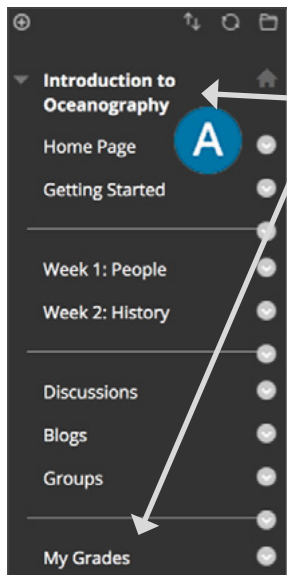 Introduction to
Oceanography
A
Home Page
Getting Started
Week 1: People
Week 2: History
Discussions
Blogs
Groups
My Grades